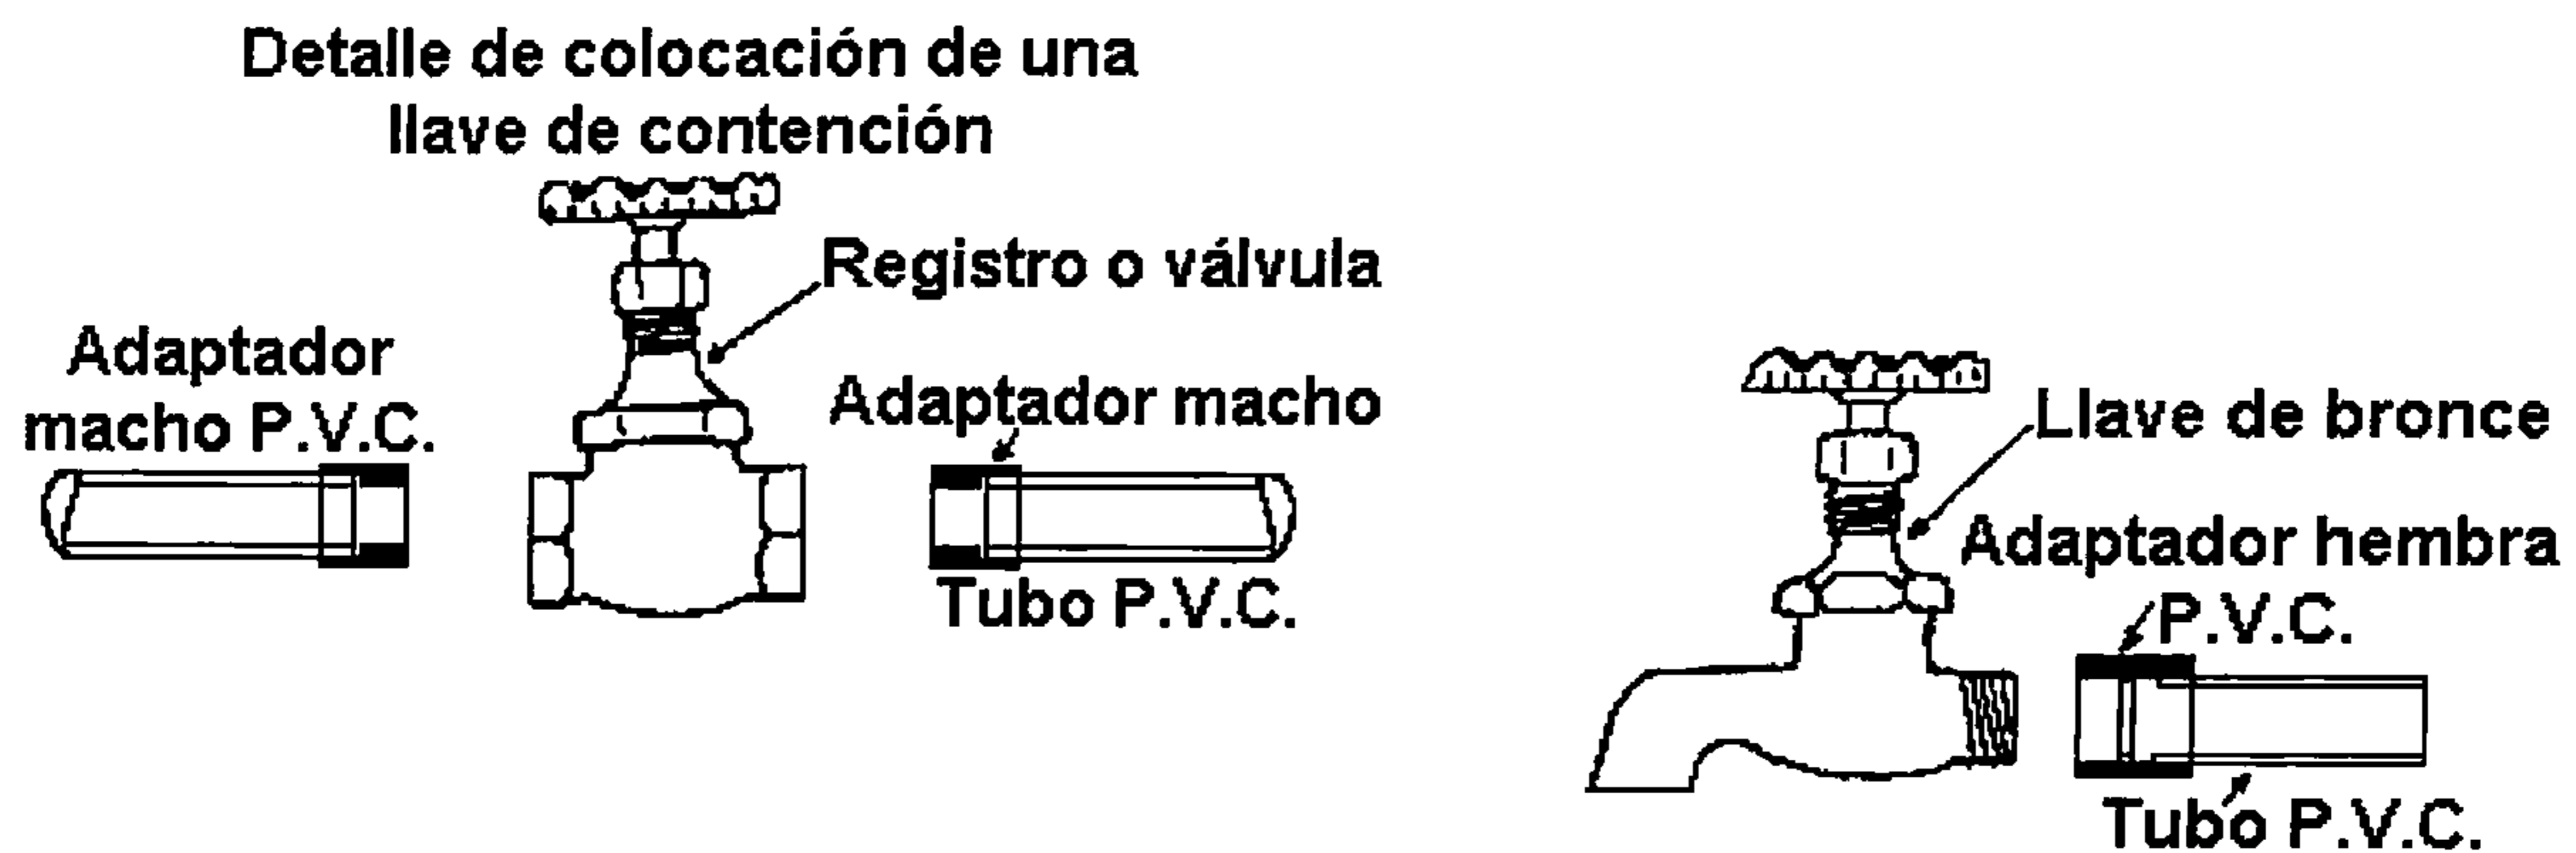 Detalle de colocación de una
llave de contención
Registro o válvula
Adaptador
macho P.V.C.
Adaptador macho
Tubo P.V.C.
Llave de bronce
Adaptador hembra
P.V.C.
Tubo P.V.C.